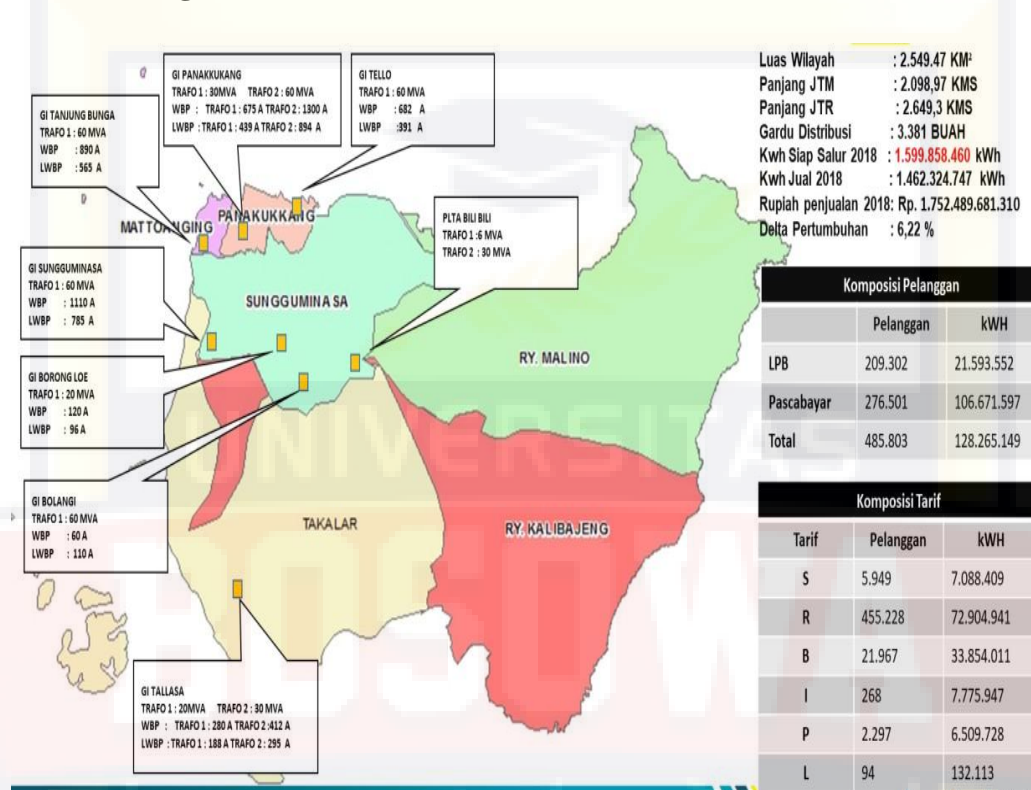 GI PANAKKUKANG
TRAFO 1 : 30MVA TRAFO 2 : 60 MVA
WBP : TRAFO 1 : 675 A TRAFO 2 : 1300 A
LWBP : TRAFO 1 : 439 A TRAFO 2 : 894 A
GI TELLO
TRAFO 1 : 60 MVA
WBP : 682 A
LWBP :391 A
GI TANJUNG BUNGA
TRAFO 1 : 60 MVA
WBP : 890 A
LWBP : 565 A
Luas Wilayah : 2.549.47 KM²
Panjang JTM : 2.098,97 KMS
Panjang JTR : 2.649,3 KMS
Gardu Distribusi : 3.381 BUAH
Kwh Siap Salur 2018 : 1.599.858.460 kWh
Kwh Jual 2018 : 1.462.324.747 kWh
Rupiah penjualan 2018: Rp. 1.752.489.681.310
Delta Pertumbuhan : 6,22 %
MATTOANGING
PANAKUKKANG
PLTA BILI BILI
TRAFO 1 :6 MVA
TRAFO 2 : 30 MVA
GI SUNGGUMINASA
TRAFO 1 : 60 MVA
WBP : 1110 A
LWBP : 785 A
SUNGGUMINASA
RY. MALINO
GI BORONG LOE
TRAFO 1 : 20 MVA
WBP : 120 A
LWBP : 96 A
GI BOLANGI
TRAFO 1 : 60 MVA
WBP : 60 A
LWBP : 110 A
TAKALAR
RY. KALIBAJENG
GI TALLASA
TRAFO 1 : 20MVA TRAFO 2 : 30 MVA
WBP : TRAFO 1 : 280 A TRAFO 2 :412 A
LWBP : TRAFO 1 : 188 A TRAFO 2 : 295 A
Komposisi Pelanggan
Pelanggan kWH
LPB 209.302 21.593.552
Pascabayar 276.501 106.671.597
Total 485.803 128.265.149
Komposisi Tarif
Tarif Pelanggan kWH
S 5.949 7.088.409
R 455.228 72.904.941
B 21.967 33.854.011
I 268 7.775.947
P 2.297 6.509.728
L 94 132.113
UNIVERSITAS
BOSOWA